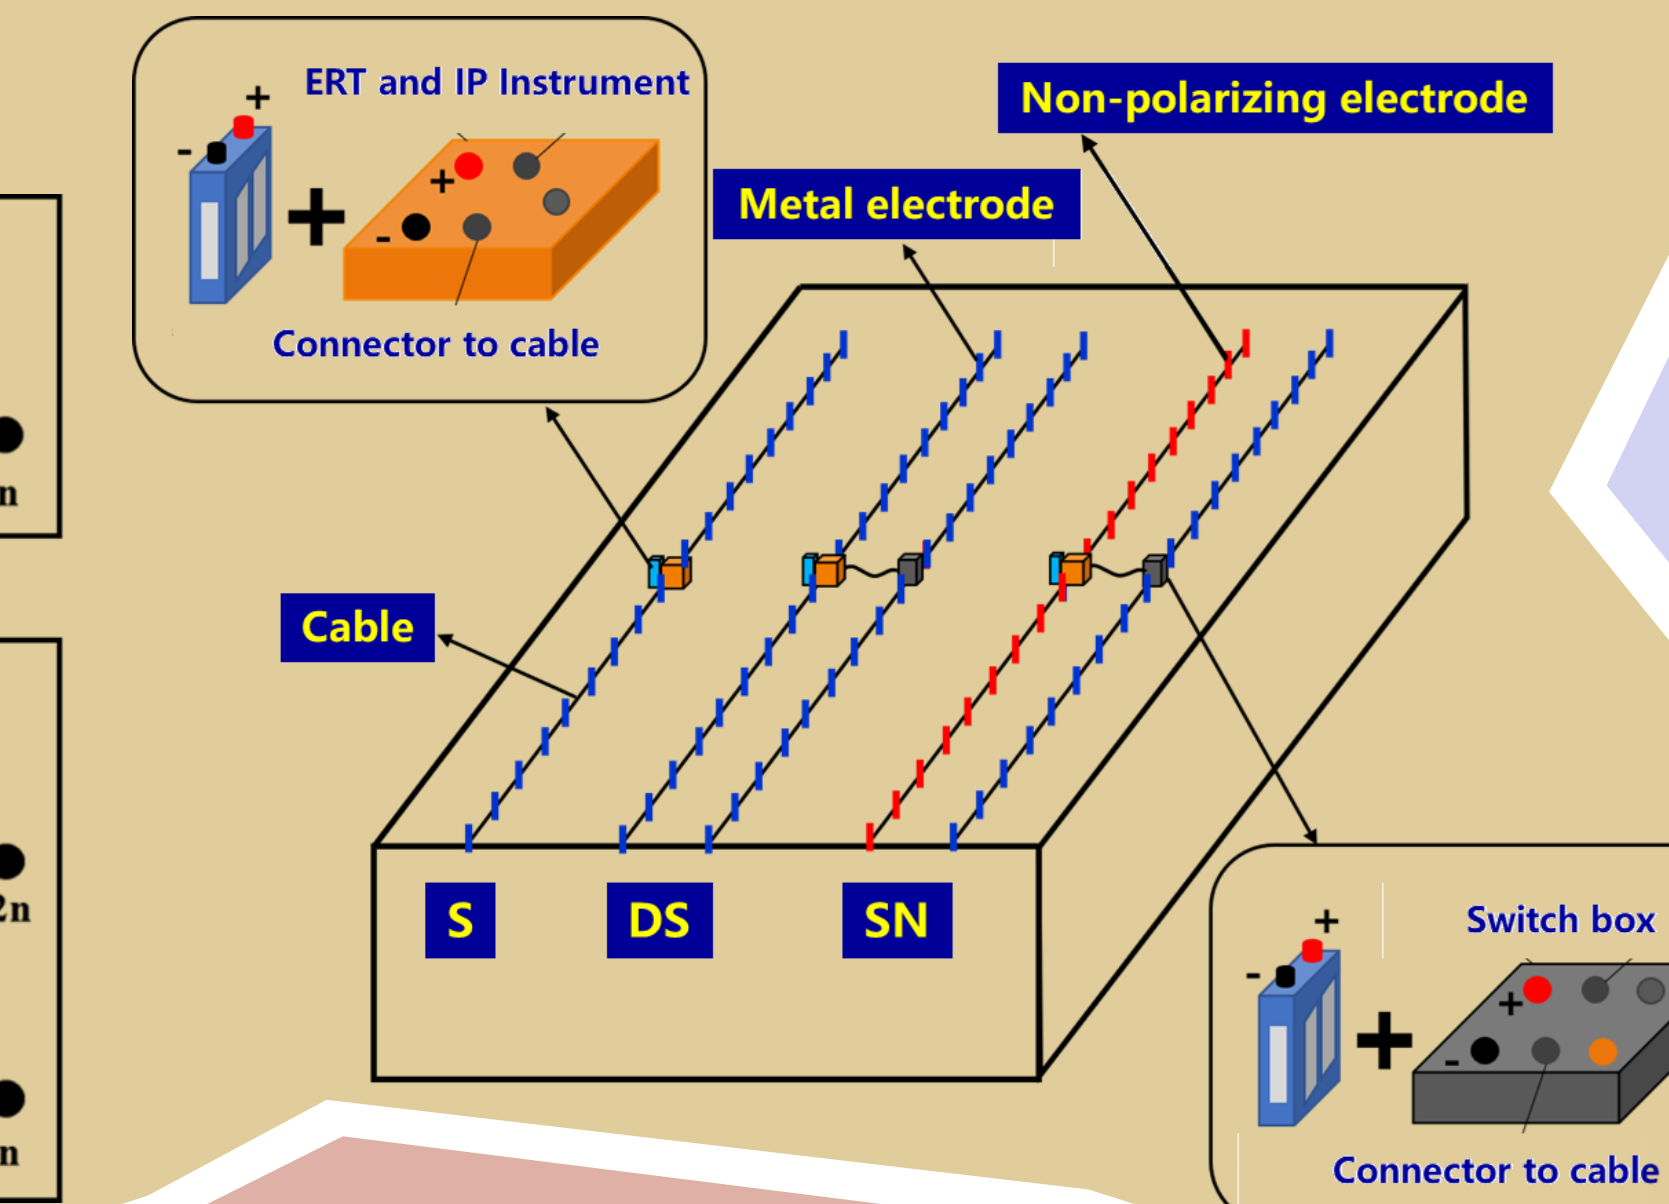 ERT and IP Instrument
+
-
+
+
-
Connector to cable
Non-polarizing electrode
Metal electrode
n
Cable
2n
n
S
DS
SN
Switch box
+
-
+
+
-
Connector to cable